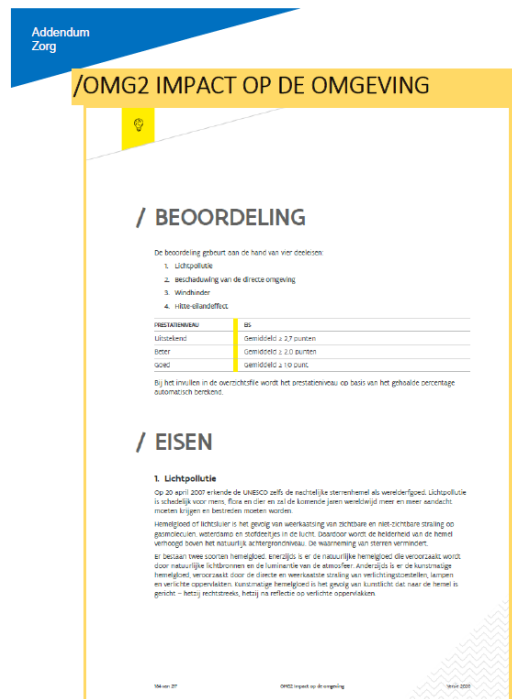 Addendum
Zorg
/OMG2 IMPACT OP DE OMGEVING
/ BEOORDELING
De beoordeling gebeurt aan de hand van vier deeleisen:
1. Lichtpollutie
2. Beschaduwing van de directe omgeving
3. Windhinder
4. Hitte-eilandeffect
PRESTATIENIVEAU EIS
Uitstekend Gemiddeld ≥ 2,7 punten
Beter Gemiddeld ≥ 2,0 punten
Goed Gemiddeld ≥ 1,0 punt
Bij het invullen in de overzichtsfile wordt het prestatieniveau op basis van het gehaalde percentage
automatisch berekend.
/ EISEN
1. Lichtpollutie
Op 20 april 2007 erkende de UNESCO zelfs de nachtelijke sterrenhemel als werelderfgoed. Lichtpollutie
is schadelijk voor mens, flora en dier en zal de komende jaren wereldwijd meer en meer aandacht
moeten krijgen en bestreden moeten worden.
Hemelgloed of lichtsluier is het gevolg van weerkaatsing van zichtbare en niet-zichtbare straling op
gasmoleculen, waterdamp en stofdeeltjes in de lucht. Daardoor wordt de helderheid van de hemel
verhoogd boven het natuurlijk achtergrondniveau. De waarneming van sterren vermindert.
Er bestaan twee soorten hemelgloed. Enerzijds is er de natuurlijke hemelgloed die veroorzaakt wordt
door natuurlijke lichtbronnen en de luminantie van de atmosfeer. Anderzijds is er de kunstmatige
hemelgloed, veroorzaakt door de directe en weerkaatste straling van verlichtingstoestellen, lampen
en verlichte oppervlakten. Kunstmatige hemelgloed is het gevolg van kunstlicht dat naar de hemel is
gericht – hetzij rechtstreeks, hetzij na reflectie op verlichte oppervlakken.
OMG2 Impact op de omgeving